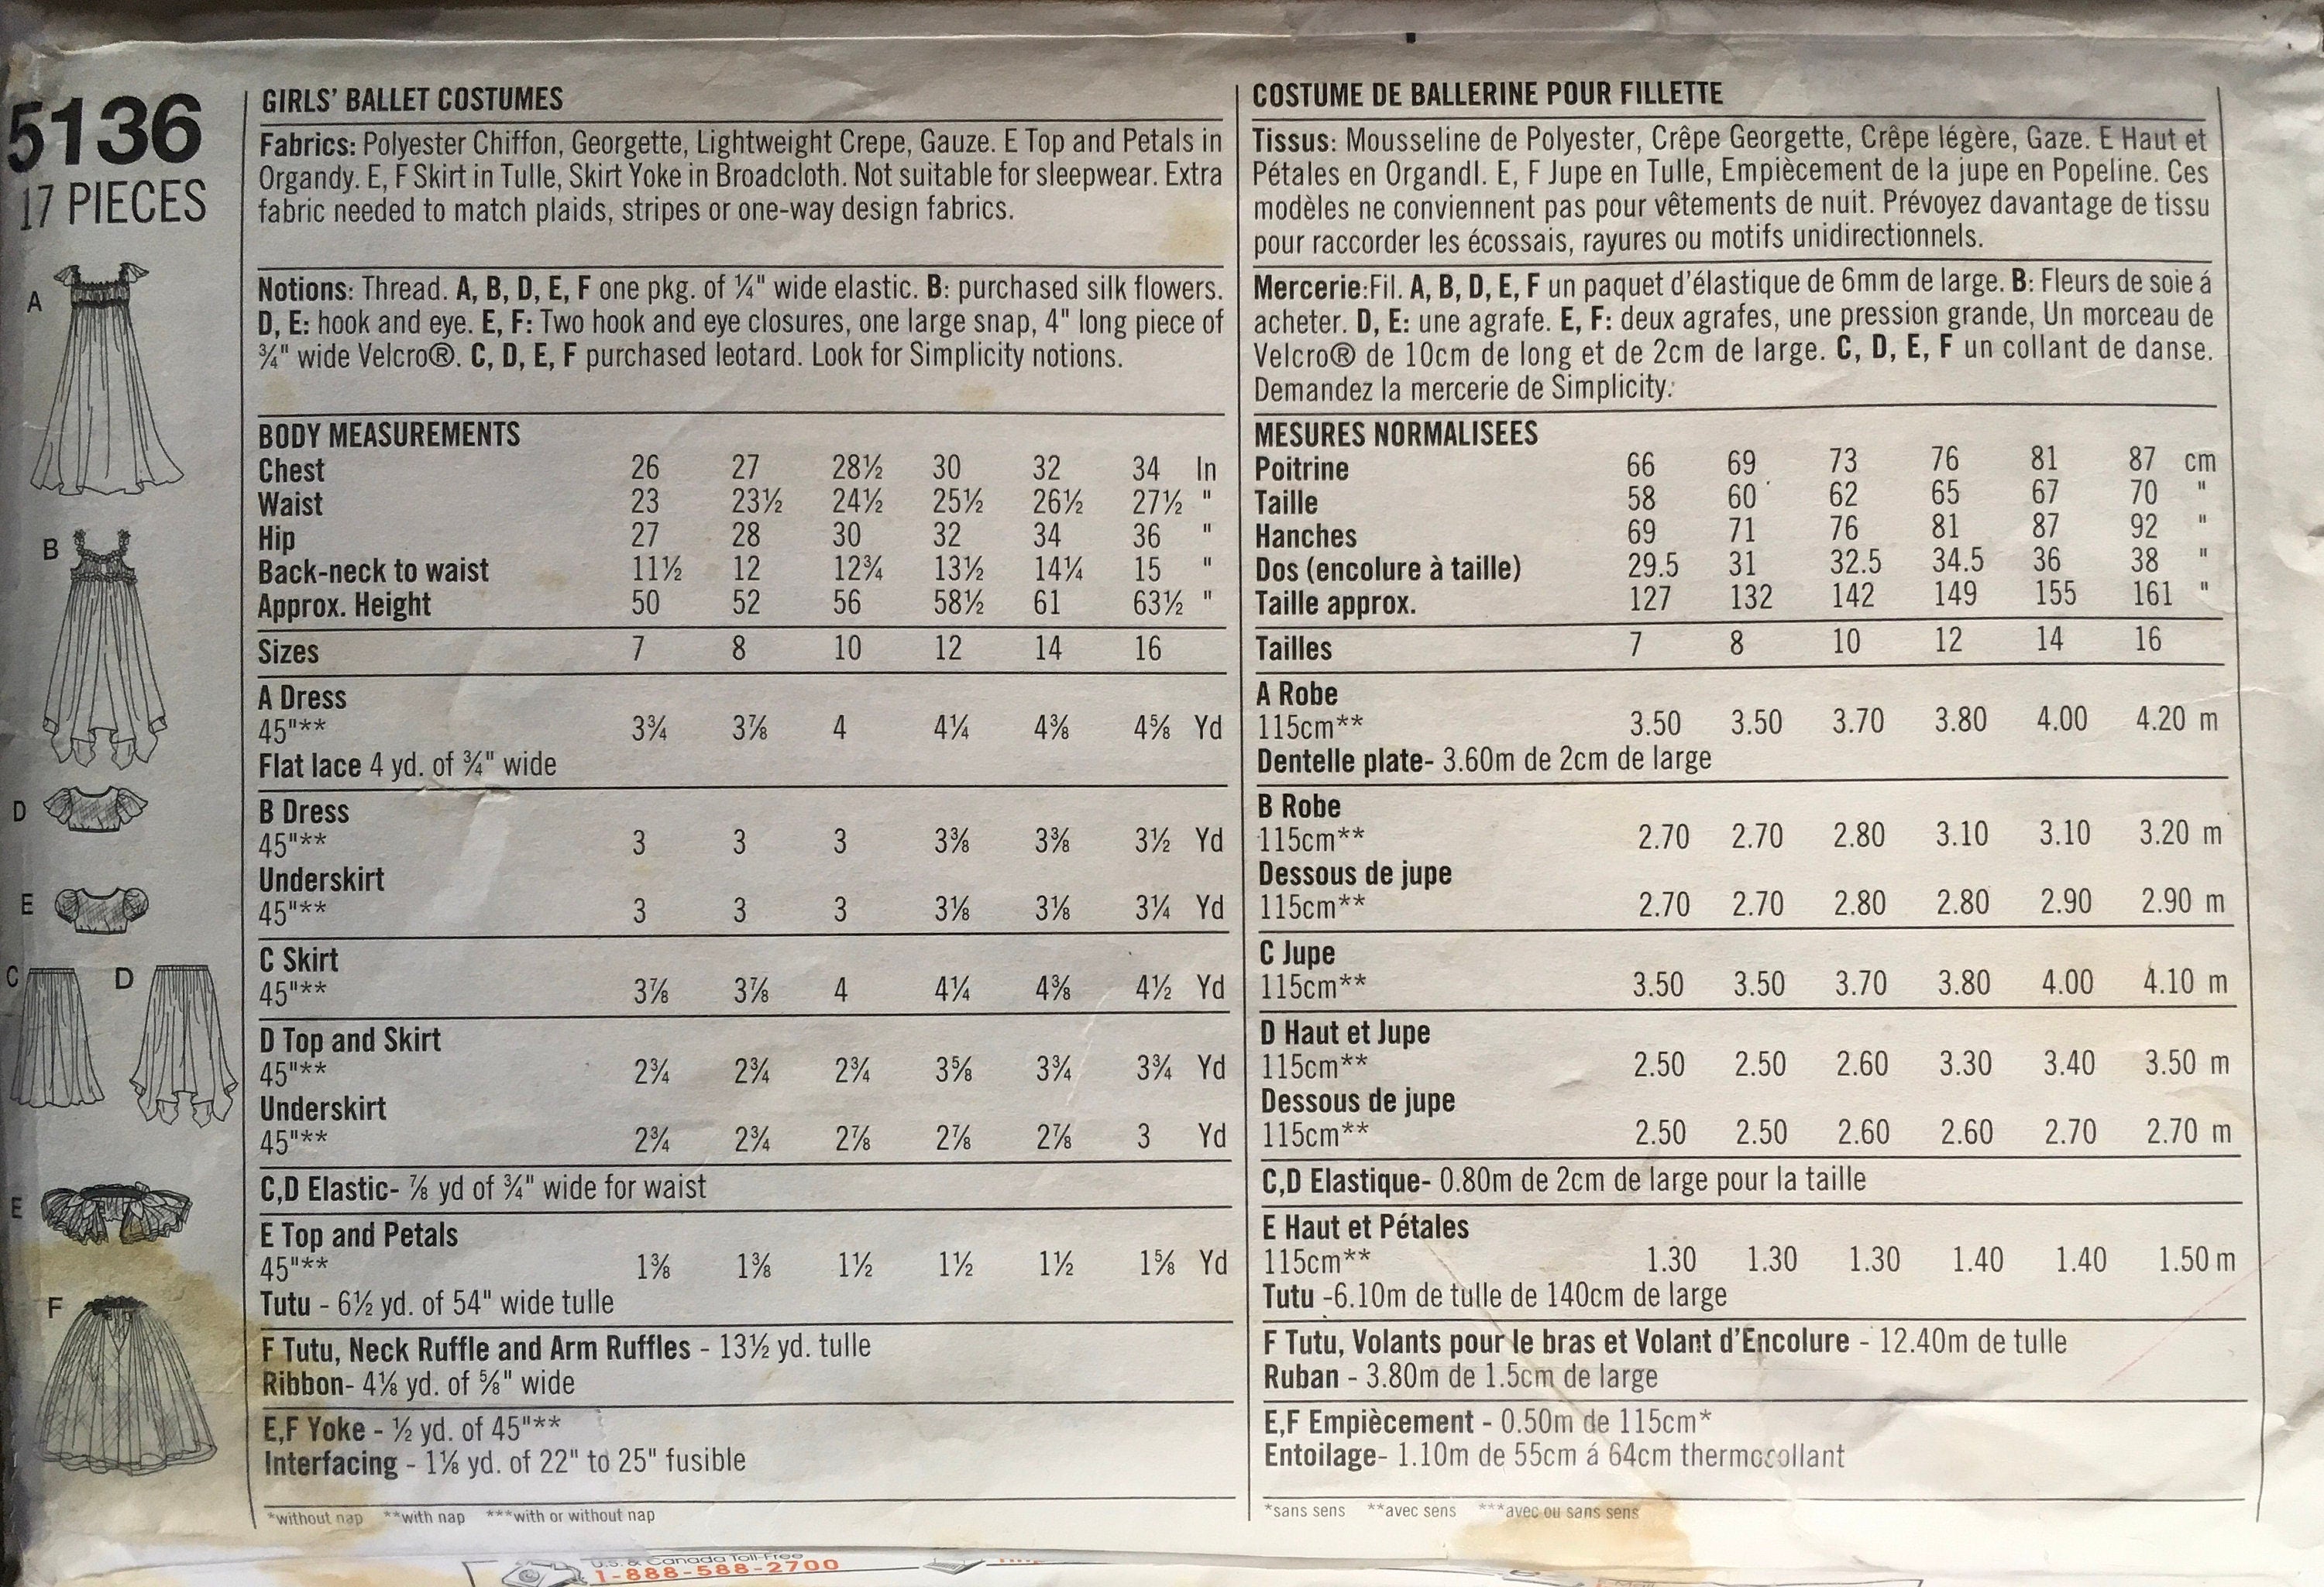 5136
17 PIECES
A
B
D
E
C
D
E
F
GIRLS' BALLET COSTUMES
Fabrics: Polyester Chiffon, Georgette, Lightweight Crepe, Gauze. E Top and Petals in
Organdy. E, F Skirt in Tulle, Skirt Yoke in Broadcloth. Not suitable for sleepwear. Extra
fabric needed to match plaids, stripes or one-way design fabrics.
Notions: Thread. A, B, D, E, F one pkg. of ¼" wide elastic. B: purchased silk flowers.
D, E: hook and eye. E, F: Two hook and eye closures, one large snap, 4" long piece of
¾" wide Velcro®. C, D, E, F purchased leotard. Look for Simplicity notions.
BODY MEASUREMENTS
Chest 26 27 28½ 30 32 34 In
Waist 23 23½ 24½ 25½ 26½ 27½ "
Hip 27 28 30 32 34 36 "
Back-neck to waist 11½ 12 12¾ 13½ 14¼ 15 "
Approx. Height 50 52 56 58½ 61 63½ "
Sizes 7 8 10 12 14 16
A Dress
45"** 3¾ 3⅞ 4 4¼ 4⅜ 4⅝ Yd
Flat lace 4 yd. of ¾" wide
B Dress
45"** 3 3 3 3⅜ 3⅜ 3½ Yd
Underskirt
45"** 3 3 3 3⅛ 3⅛ 3¼ Yd
C Skirt
45"** 3⅞ 3⅞ 4 4¼ 4⅜ 4½ Yd
D Top and Skirt
45"** 2¾ 2¾ 2¾ 3⅝ 3¾ 3¾ Yd
Underskirt
45"** 2¾ 2¾ 2⅞ 2⅞ 2⅞ 3 Yd
C,D Elastic- ⅞ yd of ¾" wide for waist
E Top and Petals
45"** 1⅜ 1⅜ 1½ 1½ 1½ 1⅝ Yd
Tutu - 6½ yd. of 54" wide tulle
F Tutu, Neck Ruffle and Arm Ruffles - 13½ yd. tulle
Ribbon- 4⅛ yd. of ⅝" wide
E,F Yoke - ½ yd. of 45"**
Interfacing - 1⅛ yd. of 22" to 25" fusible
*without nap **with nap ***with or without nap
COSTUME DE BALLERINE POUR FILLETTE
Tissus: Mousseline de Polyester, Crêpe Georgette, Crêpe légère, Gaze. E Haut et
Pétales en Organdl. E, F Jupe en Tulle, Empiècement de la jupe en Popeline. Ces
modèles ne conviennent pas pour vêtements de nuit. Prévoyez davantage de tissu
pour raccorder les écossais, rayures ou motifs unidirectionnels.
Mercerie:Fil. A, B, D, E, F un paquet d'élastique de 6mm de large. B: Fleurs de soie á
acheter. D, E: une agrafe. E, F: deux agrafes, une pression grande, Un morceau de
Velcro® de 10cm de long et de 2cm de large. C, D, E, F un collant de danse.
Demandez la mercerie de Simplicity.
MESURES NORMALISEES
Poitrine 66 69 73 76 81 87 cm
Taille 58 60 62 65 67 70 "
Hanches 69 71 76 81 87 92 "
Dos (encolure à taille) 29.5 31 32.5 34.5 36 38 "
Taille approx. 127 132 142 149 155 161 "
Tailles 7 8 10 12 14 16
A Robe
115cm** 3.50 3.50 3.70 3.80 4.00 4.20 m
Dentelle plate- 3.60m de 2cm de large
B Robe
115cm** 2.70 2.70 2.80 3.10 3.10 3.20 m
Dessous de jupe
115cm** 2.70 2.70 2.80 2.80 2.90 2.90 m
C Jupe
115cm** 3.50 3.50 3.70 3.80 4.00 4.10 m
D Haut et Jupe
115cm** 2.50 2.50 2.60 3.30 3.40 3.50 m
Dessous de jupe
115cm** 2.50 2.50 2.60 2.60 2.70 2.70 m
C,D Elastique- 0.80m de 2cm de large pour la taille
E Haut et Pétales
115cm** 1.30 1.30 1.30 1.40 1.40 1.50 m
Tutu -6.10m de tulle de 140cm de large
F Tutu, Volants pour le bras et Volant d'Encolure - 12.40m de tulle
Ruban - 3.80m de 1.5cm de large
E,F Empiècement - 0.50m de 115cm*
Entoilage- 1.10m de 55cm á 64cm thermocollant
*sans sens **avec sens ***avec ou sans sens
U.S. & Canada Toll-Free
1-888-588-2700